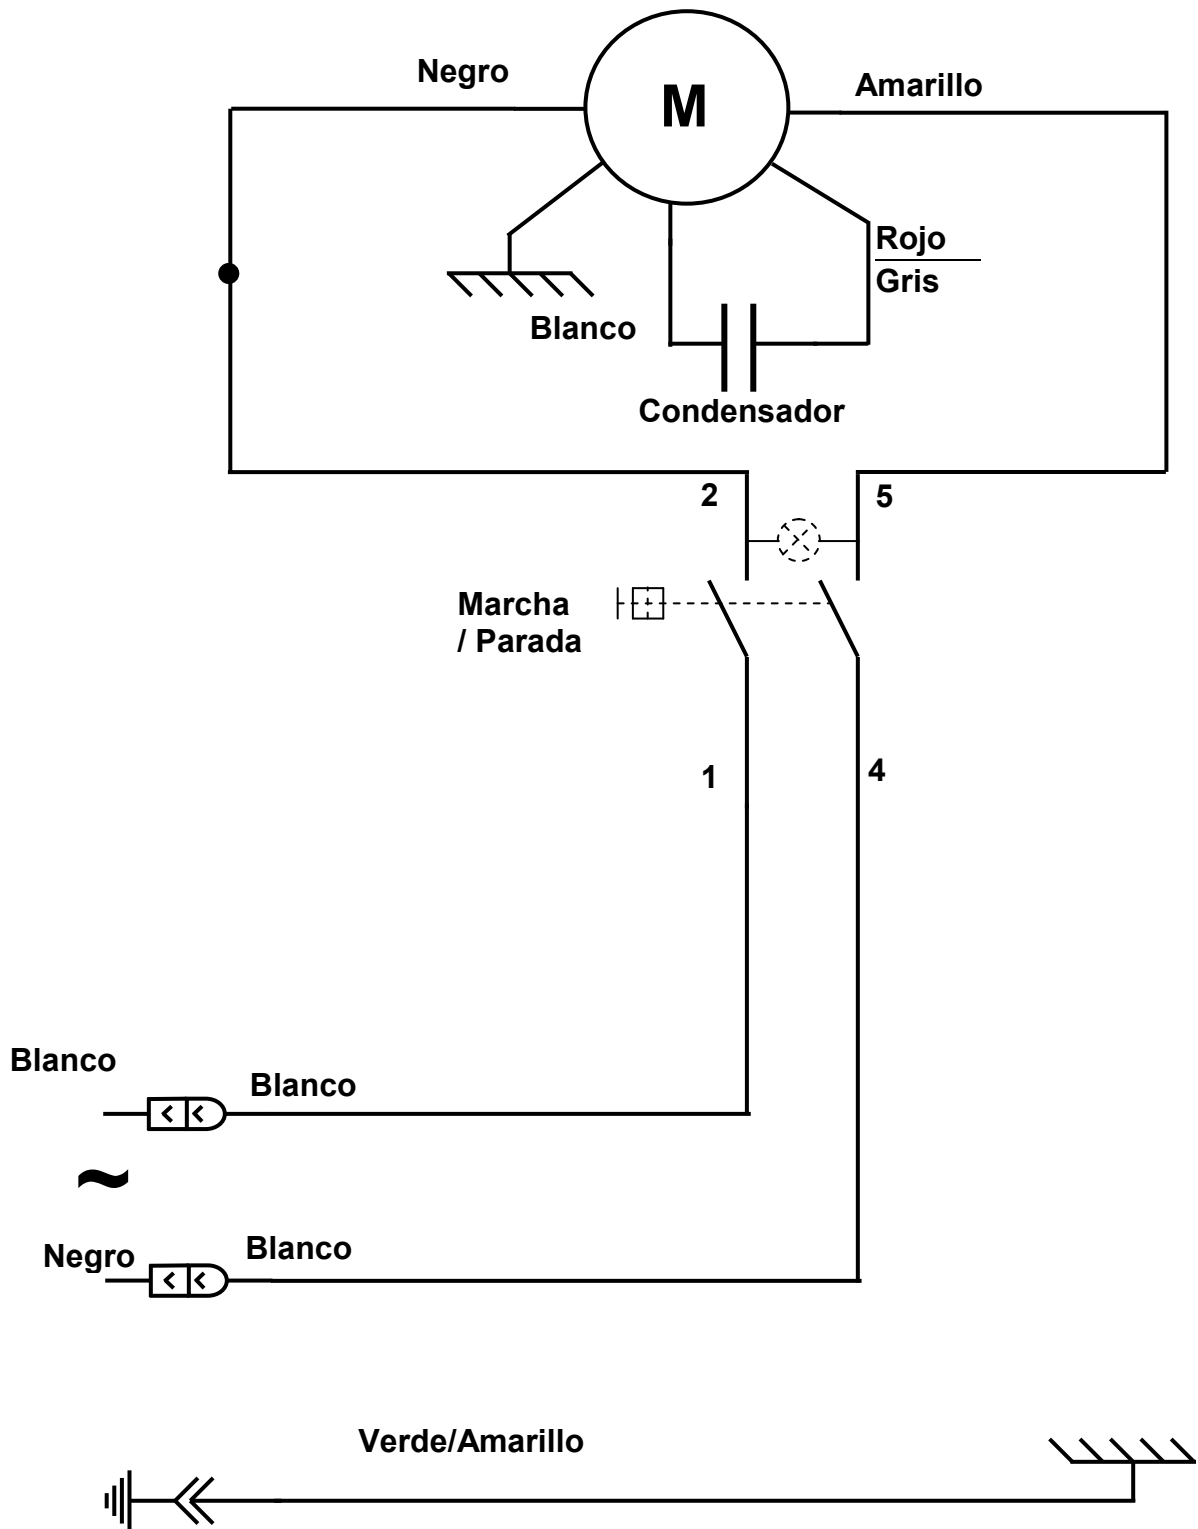 Negro
M
Amarillo
Rojo
Gris
Blanco
Condensador
2
5
Marcha
/ Parada
1
4
Blanco
Blanco
~
Negro
Blanco
Verde/Amarillo